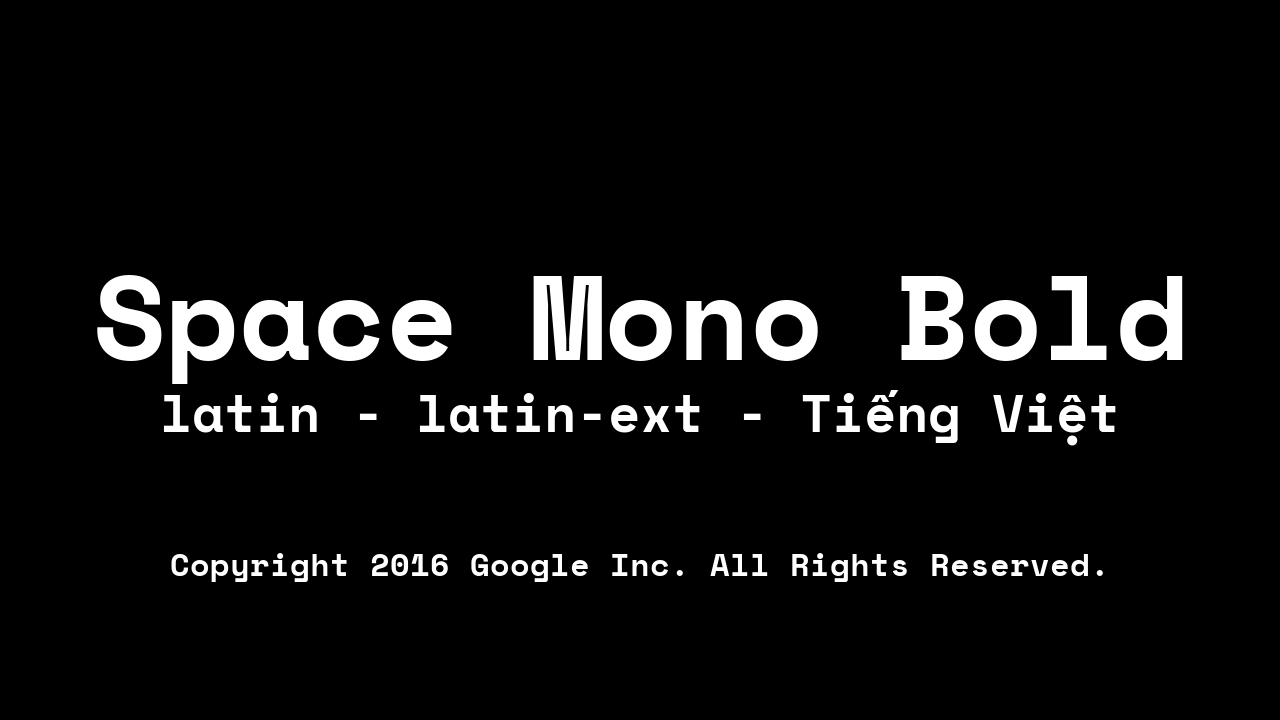 Space Mono Bold
latin - latin-ext - Tiếng Việt
Copyright 2016 Google Inc. All Rights Reserved.